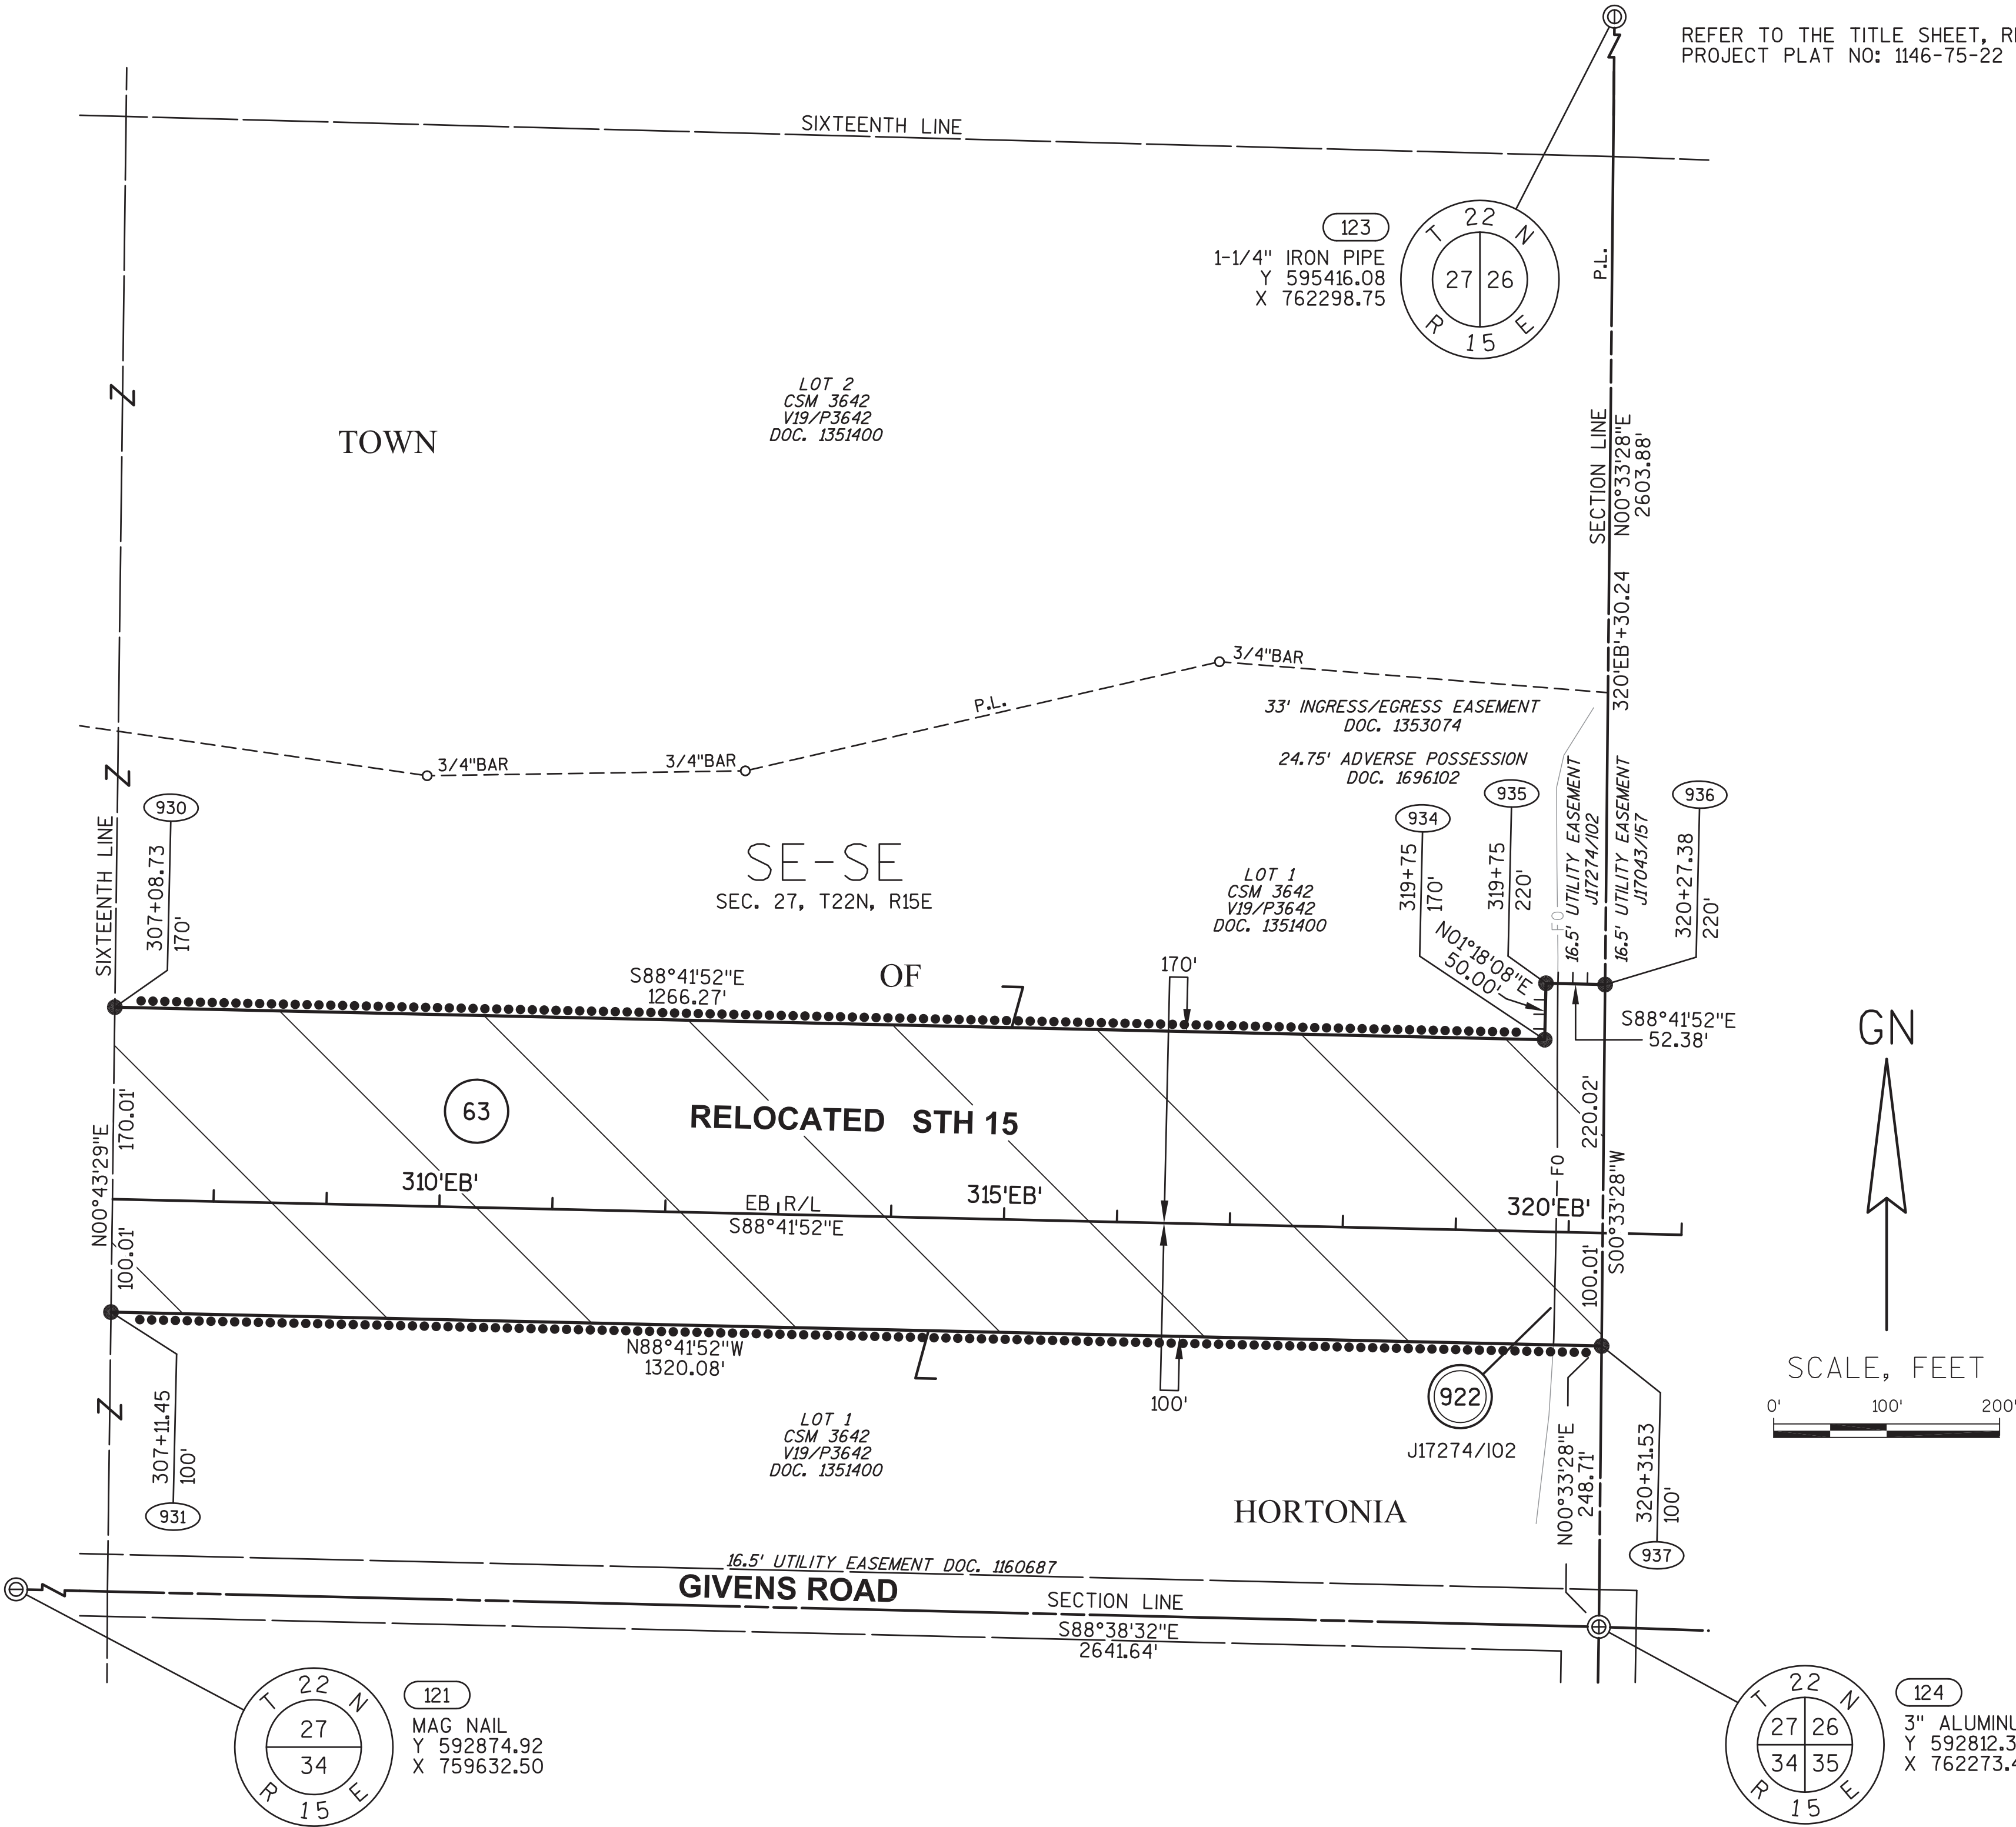 REFER TO THE TITLE SHEET,
PROJECT PLAT NO: 1146-75-22
SIXTEENTH LINE
123
1-1/4" IRON PIPE
Y 595416.08
X 762298.75
T 22 N
27 26
R 15 E
P.L.
SECTION LINE
N00°33'28"E
2603.88'
LOT 2
CSM 3642
V19/P3642
DOC. 1351400
TOWN
Z
320'EB'+30.24
3/4"BAR
P.L.
33' INGRESS/EGRESS EASEMENT
DOC. 1353074
24.75' ADVERSE POSSESSION
DOC. 1696102
3/4"BAR
3/4"BAR
Z
SIXTEENTH LINE
930
307+08.73
170'
SE-SE
SEC. 27, T22N, R15E
LOT 1
CSM 3642
V19/P3642
DOC. 1351400
934
319+75
170'
935
319+75
220'
FO
16.5' UTILITY EASEMENT
J17274/102
16.5' UTILITY EASEMENT
J17043/157
936
320+27.38
220'
N01°18'08"E
50.00'
S88°41'52"E
52.38'
OF
S88°41'52"E
1266.27'
170'
GN
63
RELOCATED STH 15
N00°43'29"E
170.01'
100.01'
310'EB'
EB R/L
S88°41'52"E
315'EB'
320'EB'
FO
220.02'
100.01'
S00°33'28"W
N88°41'52"W
1320.08'
100'
922
J17274/102
SCALE, FEET
0' 100' 200'
Z
307+11.45
100'
931
LOT 1
CSM 3642
V19/P3642
DOC. 1351400
HORTONIA
N00°33'28"E
248.71'
320+31.53
100'
937
16.5' UTILITY EASEMENT DOC. 1160687
GIVENS ROAD
SECTION LINE
S88°38'32"E
2641.64'
T 22 N
27
34
R 15 E
121
MAG NAIL
Y 592874.92
X 759632.50
T 22 N
27 26
34 35
R 15 E
124
3" ALUMINU
Y 592812.3
X 762273.4